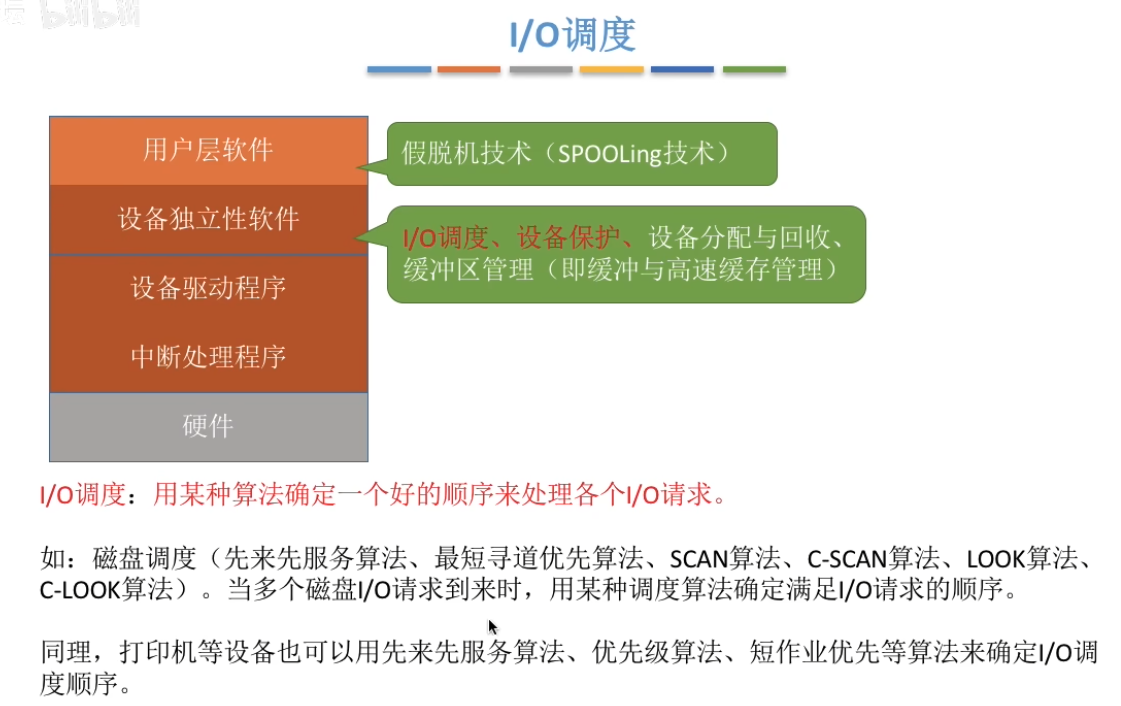 bilibili
I/O调度
用户层软件
假脱机技术（SPOOLing技术）
设备独立性软件
I/O调度、设备保护、设备分配与回收、
缓冲区管理（即缓冲与高速缓存管理）
设备驱动程序
中断处理程序
硬件
I/O调度：用某种算法确定一个好的顺序来处理各个I/O请求。
如：磁盘调度（先来先服务算法、最短寻道优先算法、SCAN算法、C-SCAN算法、LOOK算法、
C-LOOK算法）。当多个磁盘I/O请求到来时，用某种调度算法确定满足I/O请求的顺序。
同理，打印机等设备也可以用先来先服务算法、优先级算法、短作业优先等算法来确定I/O调
度顺序。